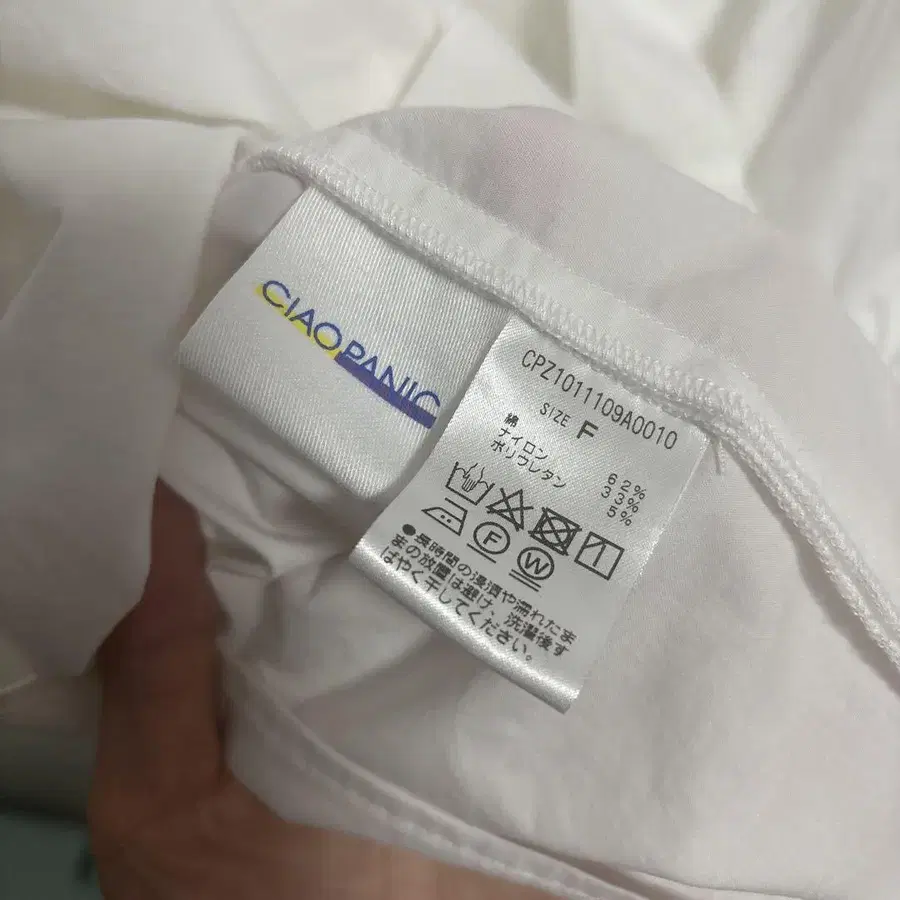 CIAOPANIC
CPZ1011109A0010
SIZE F
綿 62%
ナイロン 33%
ポリウレタン 5%
F
W
●長時間の浸漬や濡れたま
まの放置は避け、洗濯後す
ばやく干してください。